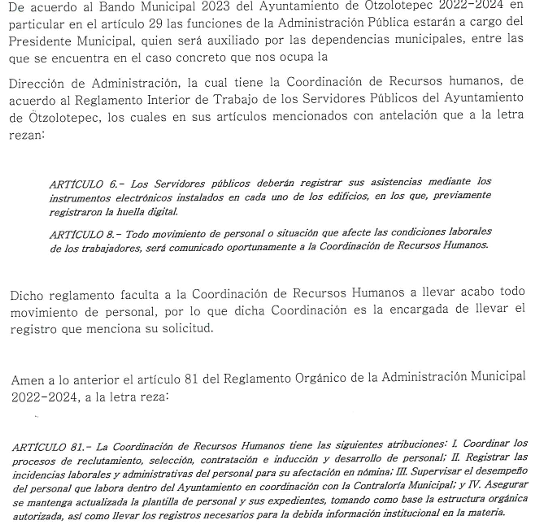 De acuerdo al Bando Municipal 2023 del Ayuntamiento de Otzolotepec 2022-2024 en
particular en el artículo 29 las funciones de la Administración Pública estarán a cargo del
Presidente Municipal, quien será auxiliado por las dependencias municipales, entre las
que se encuentra en el caso concreto que nos ocupa la
Dirección de Administración, la cual tiene la Coordinación de Recursos humanos, de
acuerdo al Reglamento Interior de Trabajo de los Servidores Públicos del Ayuntamiento
de Otzolotepec, los cuales en sus artículos mencionados con antelación que a la letra
rezan:
ARTÍCULO 6.- Los Servidores públicos deberán registrar sus asistencias mediante los
instrumentos electrónicos instalados en cada uno de los edificios, en los que, previamente
registraron la huella digital.
ARTÍCULO 8.- Todo movimiento de personal o situación que afecte las condiciones laborales
de los trabajadores, será comunicado oportunamente a la Coordinación de Recursos Humanos.
Dicho reglamento faculta a la Coordinación de Recursos Humanos a llevar acabo todo
movimiento de personal, por lo que dicha Coordinación es la encargada de llevar el
registro que menciona su solicitud.
Amen a lo anterior el artículo 81 del Reglamento Orgánico de la Administración Municipal
2022-2024, a la letra reza:
ARTÍCULO 81.- La Coordinación de Recursos Humanos tiene las siguientes atribuciones: I. Coordinar los
procesos de reclutamiento, selección, contratación e inducción y desarrollo de personal; II. Registrar las
incidencias laborales y administrativas del personal para su afectación en nómina; III. Supervisar el desempeño
del personal que labora dentro del Ayuntamiento en coordinación con la Contraloría Municipal; y IV. Asegurar
se mantenga actualizada la plantilla de personal y sus expedientes, tomando como base la estructura orgánica
autorizada, así como llevar los registros necesarios para la debida información institucional en la materia.